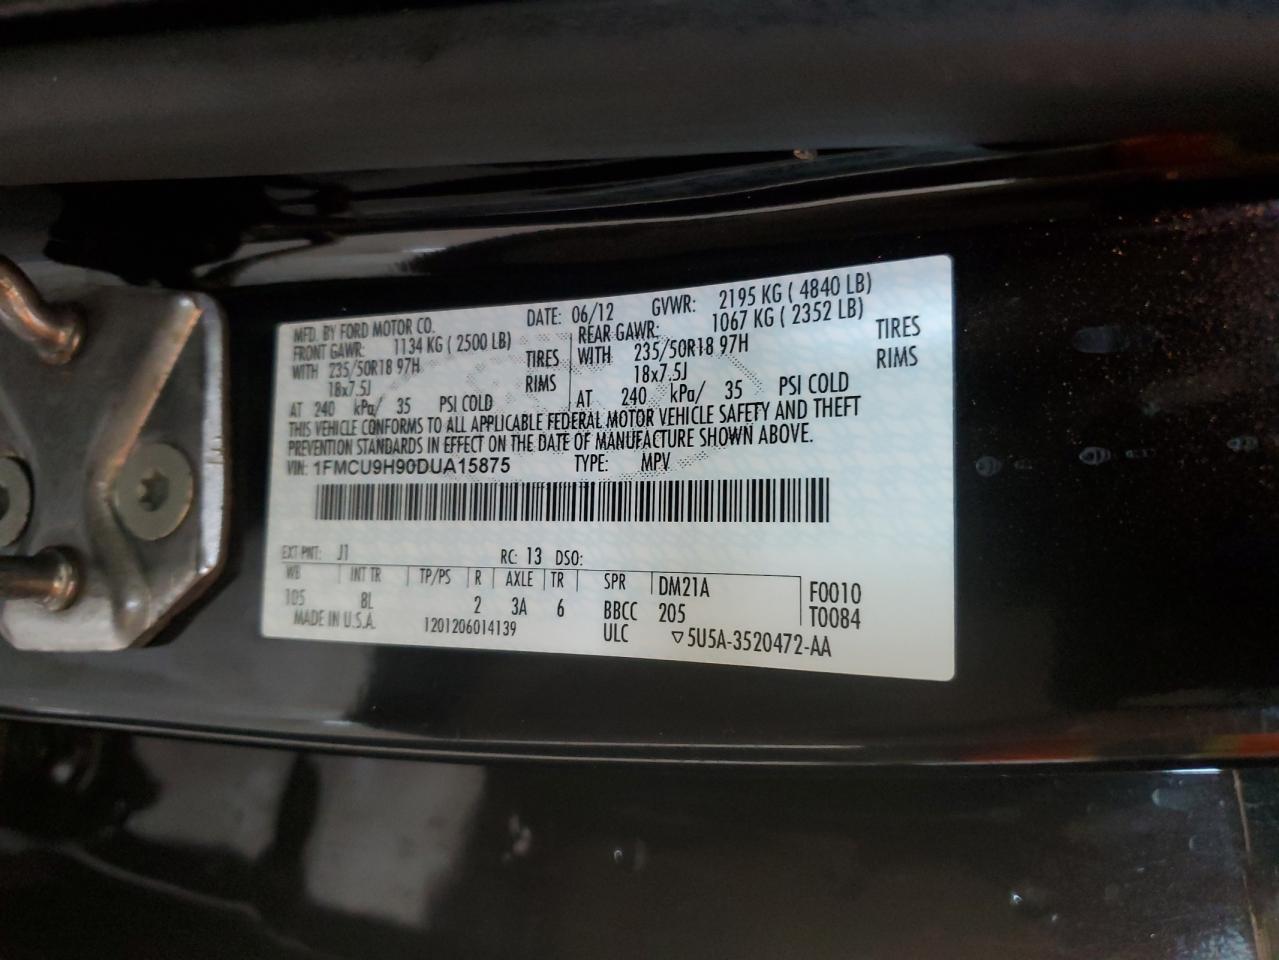 MFD. BY FORD MOTOR CO. DATE: 06/12 GVWR: 2195 KG ( 4840 LB)
FRONT GAWR: 1134 KG ( 2500 LB) REAR GAWR: 1067 KG ( 2352 LB)
WITH 235/50R18 97H TIRES WITH 235/50R18 97H TIRES
18x7.5J RIMS 18x7.5J RIMS
AT 240 kPa/ 35 PSI COLD AT 240 kPa/ 35 PSI COLD
THIS VEHICLE CONFORMS TO ALL APPLICABLE FEDERAL MOTOR VEHICLE SAFETY AND THEFT
PREVENTION STANDARDS IN EFFECT ON THE DATE OF MANUFACTURE SHOWN ABOVE.
VIN: 1FMCU9H90DUA15875 TYPE: MPV
EXT PNT: J1 RC: 13 DSO:
WB INT TR TP/PS R AXLE TR SPR DM21A F0010
105 8L 2 3A 6 BBCC 205 T0084
MADE IN U.S.A. 1201206014139 ULC ▽5U5A-3520472-AA